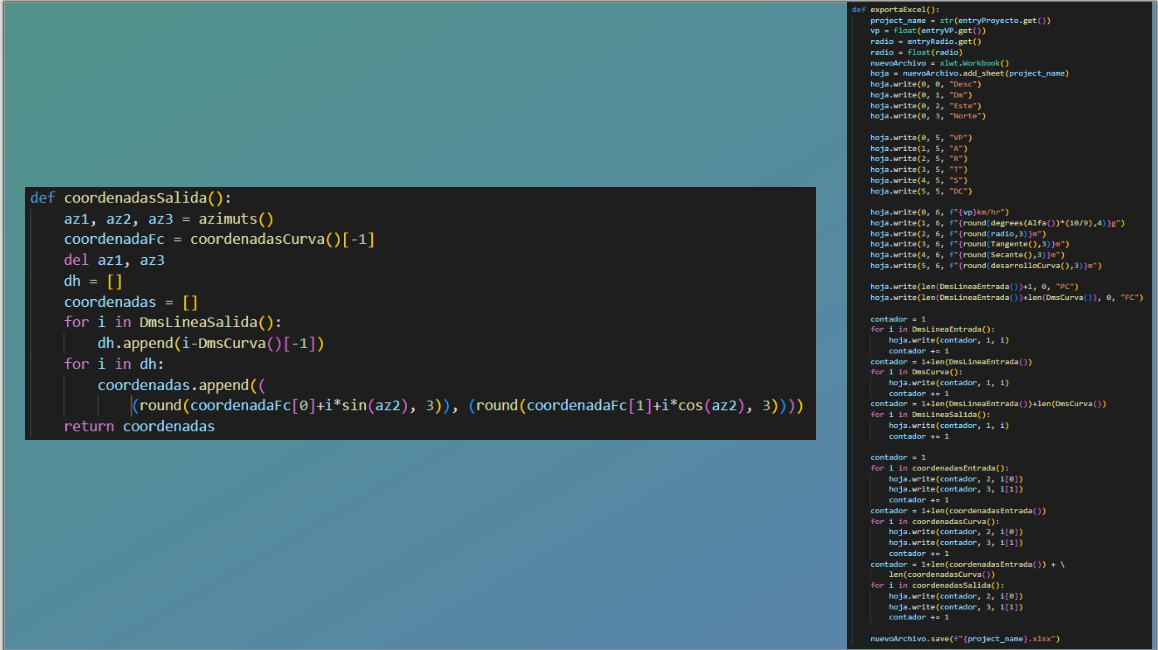 def coordenadasSalida():
    az1, az2, az3 = azimuts()
    coordenadaFc = coordenadasCurva()[-1]
    del az1, az3
    dh = []
    coordenadas = []
    for i in DmsLineaSalida():
        dh.append(i-DmsCurva()[-1])
    for i in dh:
        coordenadas.append((
            (round(coordenadaFc[0]+i*sin(az2), 3)), (round(coordenadaFc[1]+i*cos(az2), 3))))
    return coordenadas
def exportaExcel():
    project_name = str(entryProyecto.get())
    vp = float(entryVP.get())
    radio = entryRadio.get()
    radio = float(radio)
    nuevoArchivo = xlwt.Workbook()
    hoja = nuevoArchivo.add_sheet(project_name)
    hoja.write(0, 0, "Desc")
    hoja.write(0, 1, "Dm")
    hoja.write(0, 2, "Este")
    hoja.write(0, 3, "Norte")

    hoja.write(0, 5, "VP")
    hoja.write(1, 5, "A")
    hoja.write(2, 5, "R")
    hoja.write(3, 5, "T")
    hoja.write(4, 5, "S")
    hoja.write(5, 5, "DC")

    hoja.write(0, 6, f"{vp}km/hr")
    hoja.write(1, 6, f"{round(degrees(Alfa())*(10/9),4)}g")
    hoja.write(2, 6, f"{round(radio,3)}m")
    hoja.write(3, 6, f"{round(Tangente(),3)}m")
    hoja.write(4, 6, f"{round(Secante(),3)}m")
    hoja.write(5, 6, f"{round(desarrolloCurva(),3)}m")

    hoja.write(len(DmsLineaEntrada())+1, 0, "PC")
    hoja.write(len(DmsLineaEntrada())+len(DmsCurva()), 0, "FC")

    contador = 1
    for i in DmsLineaEntrada():
        hoja.write(contador, 1, i)
        contador += 1
    contador = 1+len(DmsLineaEntrada())
    for i in DmsCurva():
        hoja.write(contador, 1, i)
        contador += 1
    contador = 1+len(DmsLineaEntrada())+len(DmsCurva())
    for i in DmsLineaSalida():
        hoja.write(contador, 1, i)
        contador += 1

    contador = 1
    for i in coordenadasEntrada():
        hoja.write(contador, 2, i[0])
        hoja.write(contador, 3, i[1])
        contador += 1
    contador = 1+len(coordenadasEntrada())
    for i in coordenadasCurva():
        hoja.write(contador, 2, i[0])
        hoja.write(contador, 3, i[1])
        contador += 1
    contador = 1+len(coordenadasEntrada()) + \
        len(coordenadasCurva())
    for i in coordenadasSalida():
        hoja.write(contador, 2, i[0])
        hoja.write(contador, 3, i[1])
        contador += 1

    nuevoArchivo.save(f"{project_name}.xlsx")